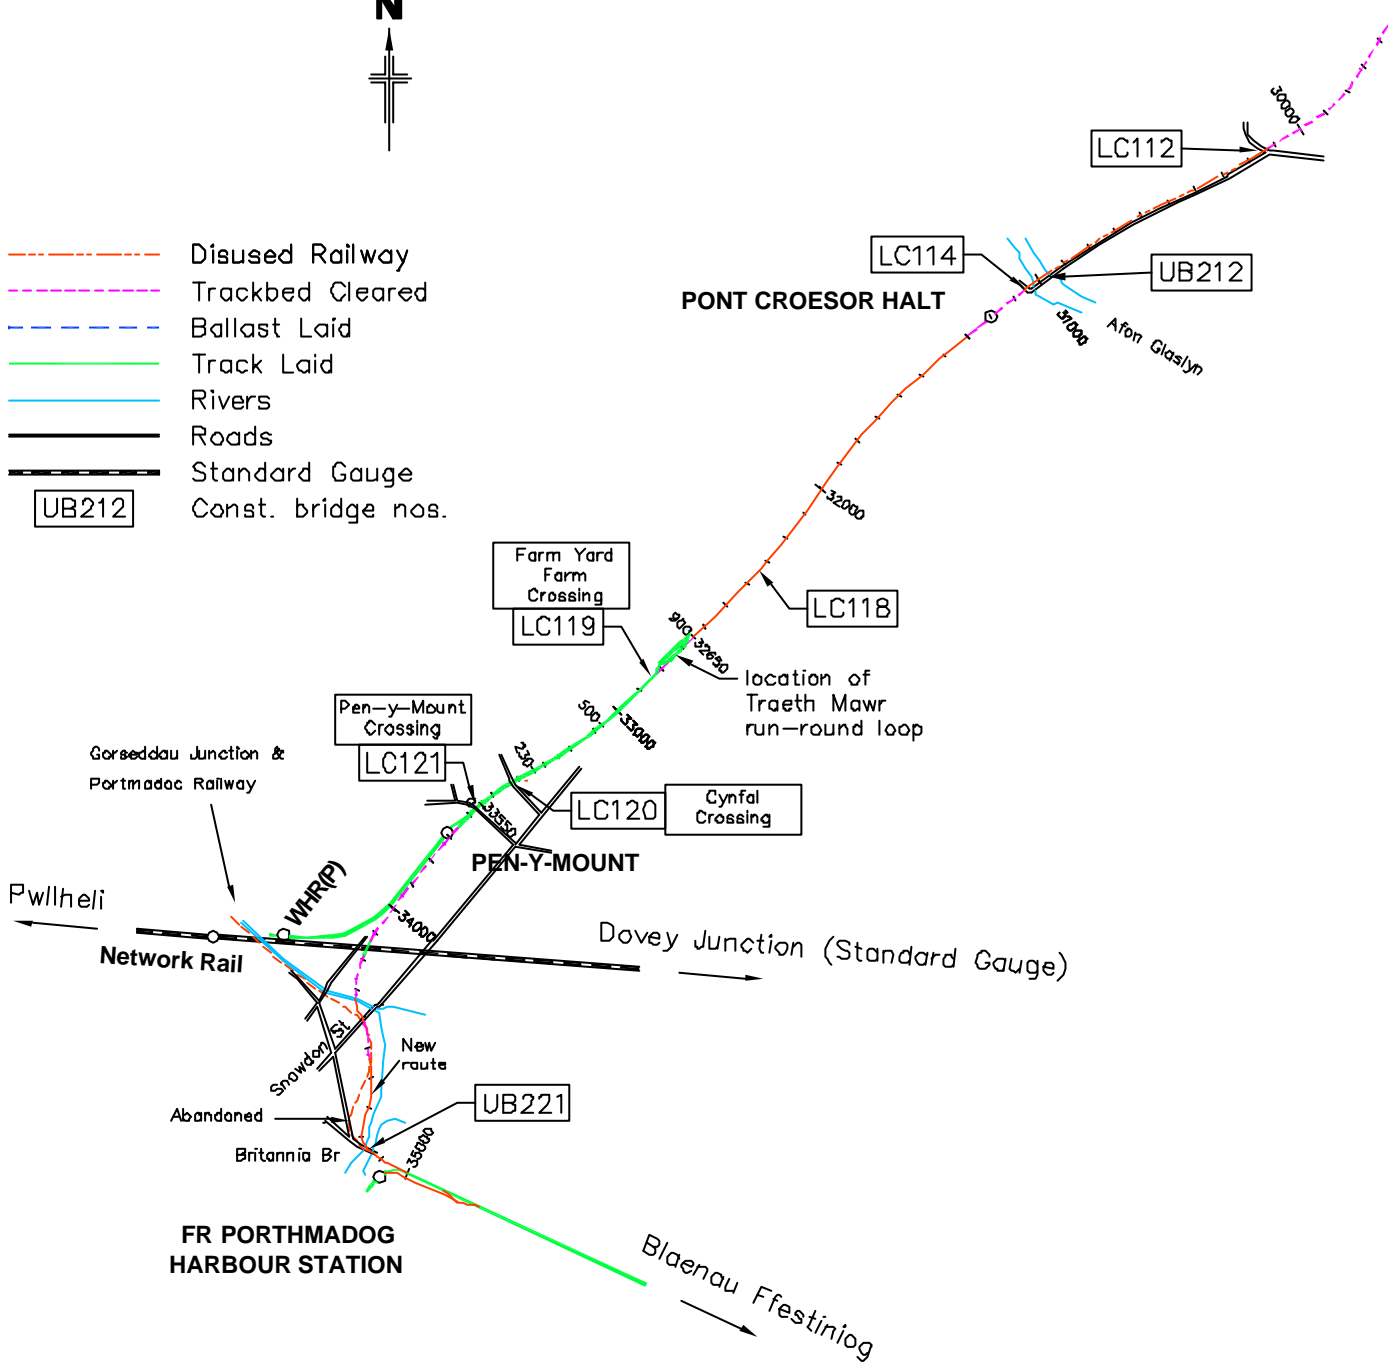 N
Disused Railway
Trackbed Cleared
Ballast Laid
Track Laid
Rivers
Roads
Standard Gauge
UB212
Const. bridge nos.
30000
LC112
LC114
UB212
PONT CROESOR HALT
31000
Afon Glaslyn
32000
LC118
Farm Yard
Farm
Crossing
LC119
900
32650
location of
Traeth Mawr
run-round loop
500
33000
230
Pen-y-Mount
Crossing
LC121
33550
LC120
Cynfal
Crossing
PEN-Y-MOUNT
Gorseddau Junction &
Portmadoc Railway
WHR(P)
34000
Pwllheli
Network Rail
Dovey Junction (Standard Gauge)
Snowdon St
New
route
Abandoned
UB221
Britannia Br
35000
FR PORTHMADOG
HARBOUR STATION
Blaenau Ffestiniog